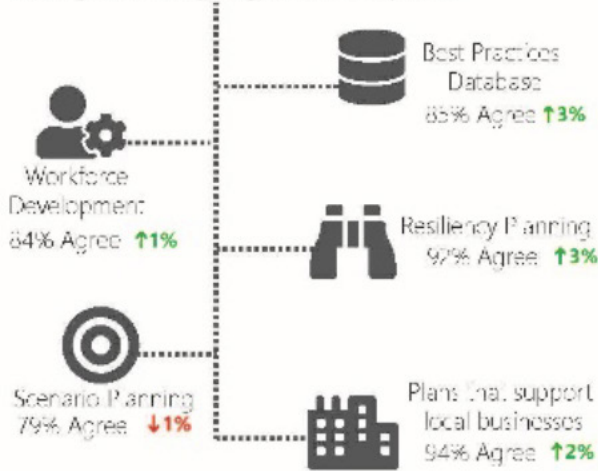 Best Practices
Database
85% Agree ↑3%
Workforce
Development
84% Agree ↑1%
Resiliency Planning
92% Agree ↑3%
Scenario Planning
79% Agree ↓1%
Plans that support
local businesses
94% Agree ↑2%